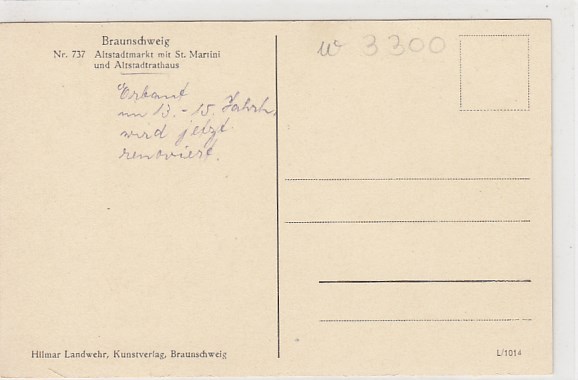 Braunschweig
Nr. 737 Altstadtmarkt mit St. Martini
und Altstadtrathaus
Erbaut
im 13. - 15. Jahrh.
wird jetzt
renoviert.
w 3300
Hilmar Landwehr, Kunstverlag, Braunschweig
L/1014